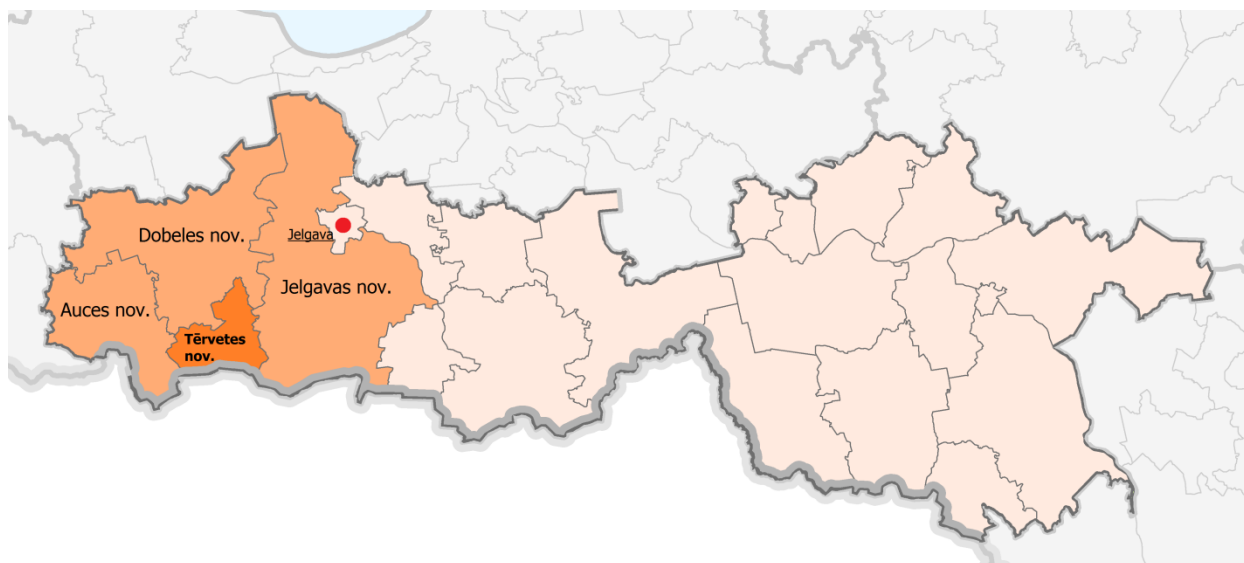 Dobeles nov.
Jelgava
Jelgavas nov.
Auces nov.
Tērvetes
nov.